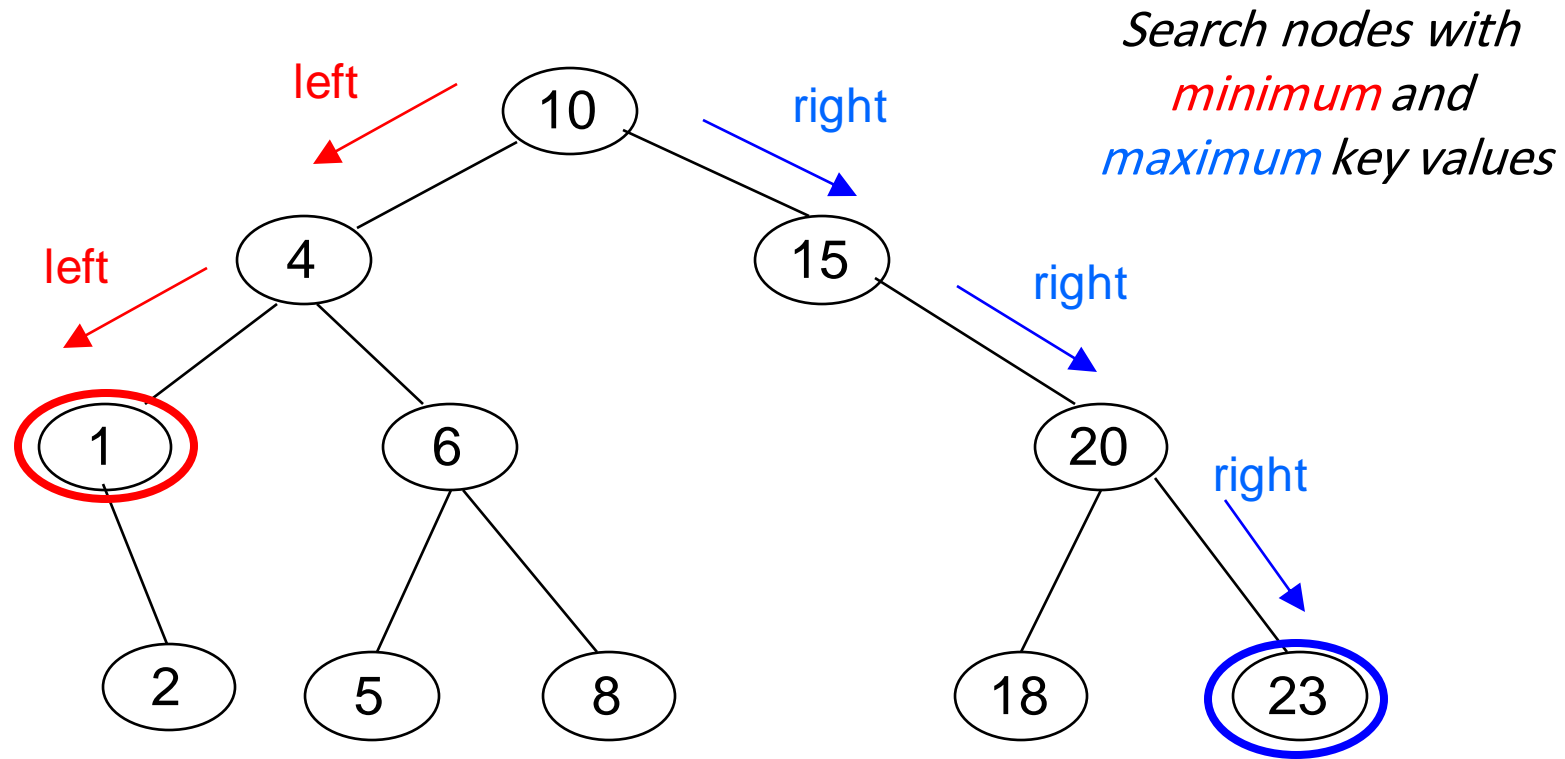 Search nodes with
minimum and
maximum key values
left
10
right
left
4
15
right
1
6
20
right
2
5
8
18
23